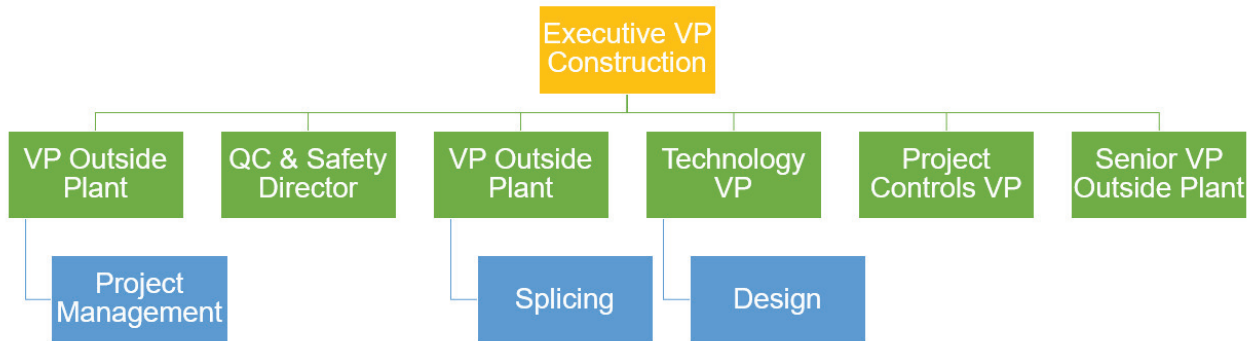 Executive VP
Construction
VP Outside
Plant
QC & Safety
Director
VP Outside
Plant
Technology
VP
Project
Controls VP
Senior VP
Outside Plant
Project
Management
Splicing
Design